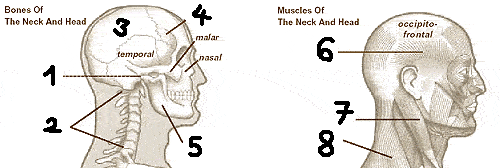 Bones Of
The Neck And Head
3
4
malar
temporal
nasal
1
2
5
Muscles Of
The Neck And Head
occipito-
frontal
6
7
8